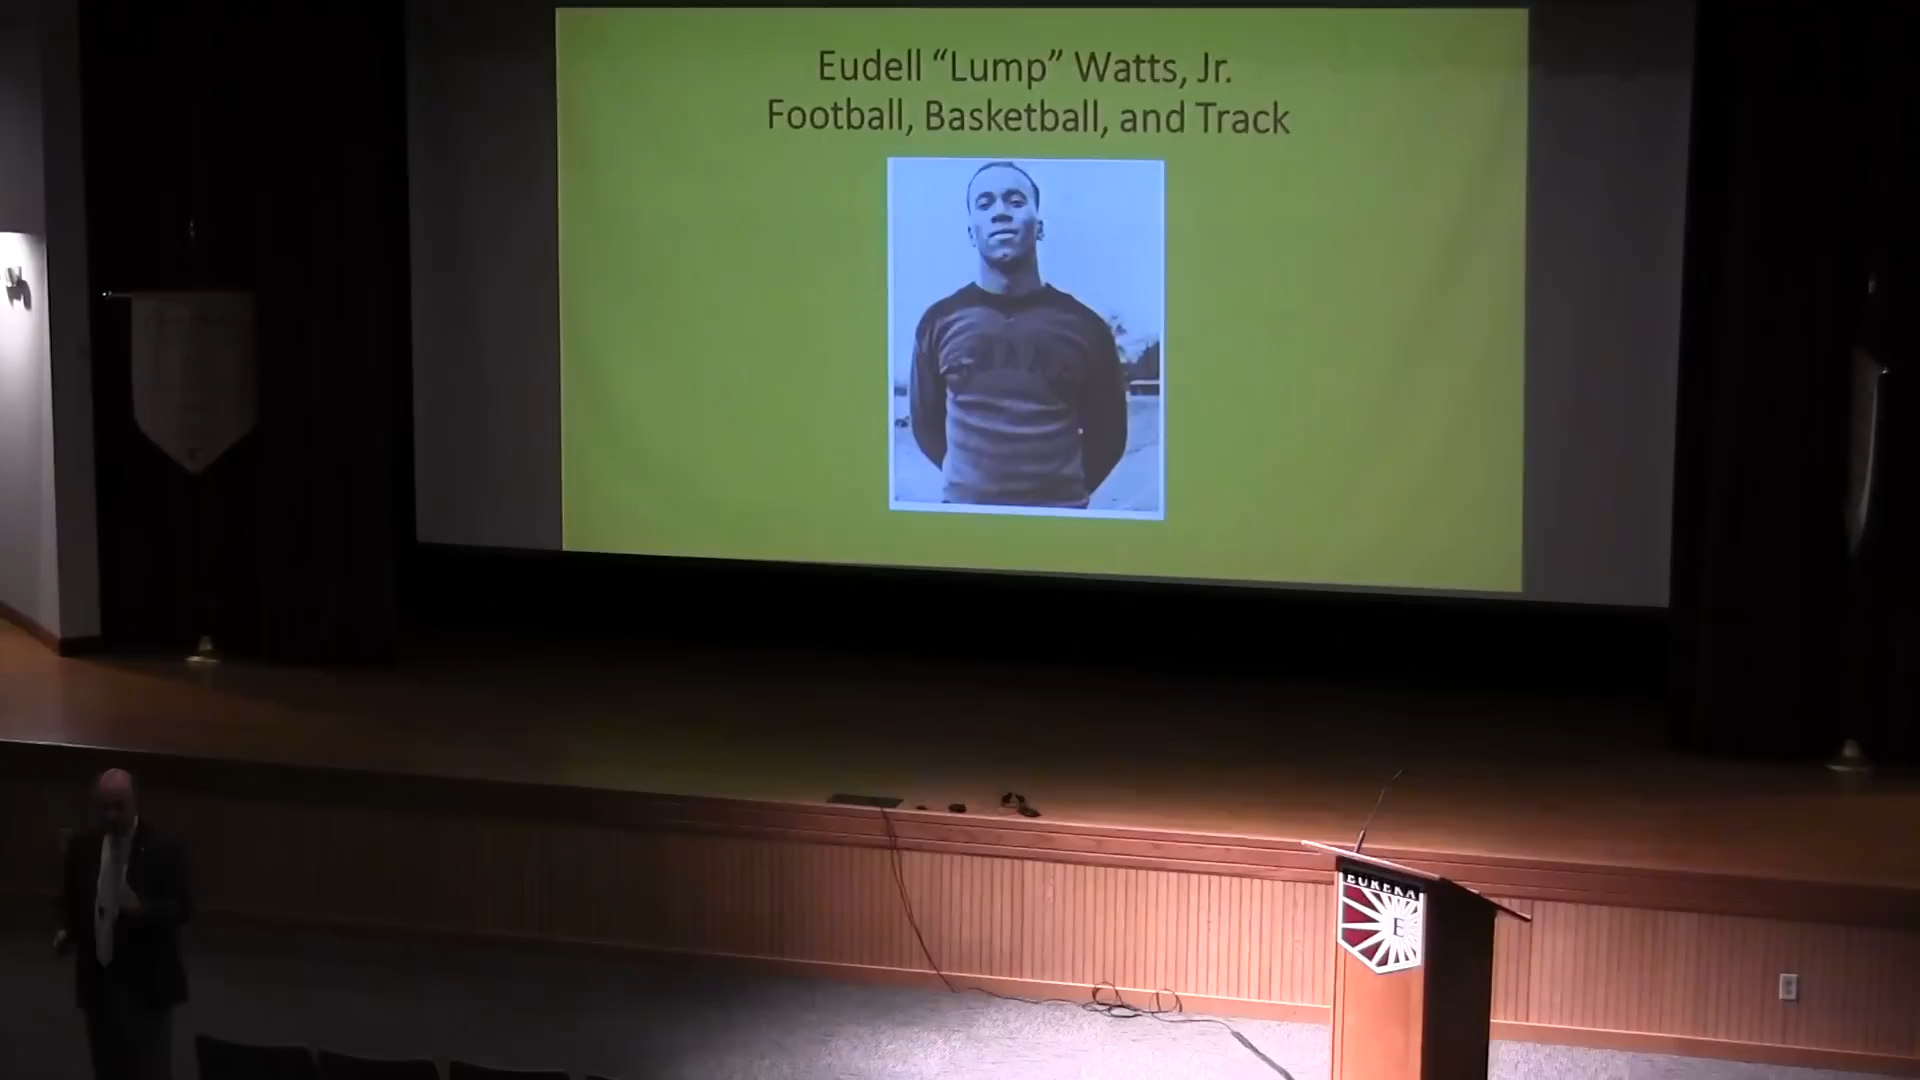 Eudell “Lump” Watts, Jr.
Football, Basketball, and Track
EUREKA
E